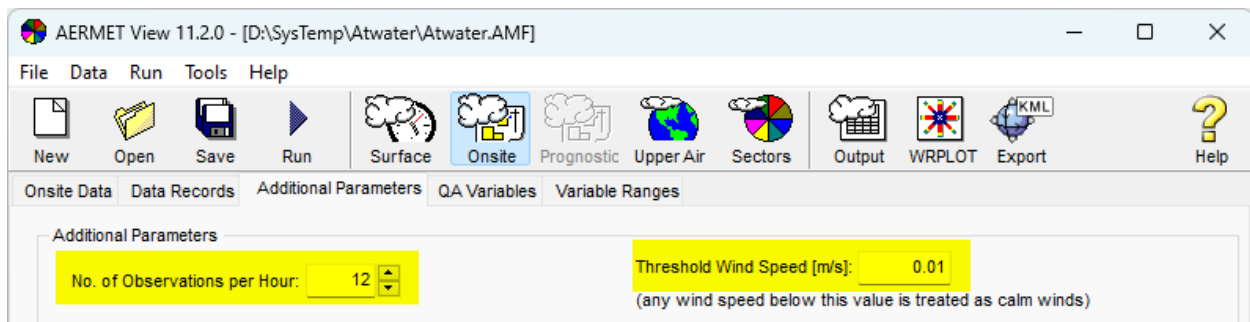 AERMET View 11.2.0 - [D:\SysTemp\Atwater\Atwater.AMF]
File Data Run Tools Help
KML
New Open Save Run Surface Onsite Prognostic Upper Air Sectors Output WRPLOT Export Help
Onsite Data Data Records Additional Parameters QA Variables Variable Ranges
Additional Parameters
No. of Observations per Hour: 12 Threshold Wind Speed [m/s]: 0.01
(any wind speed below this value is treated as calm winds)